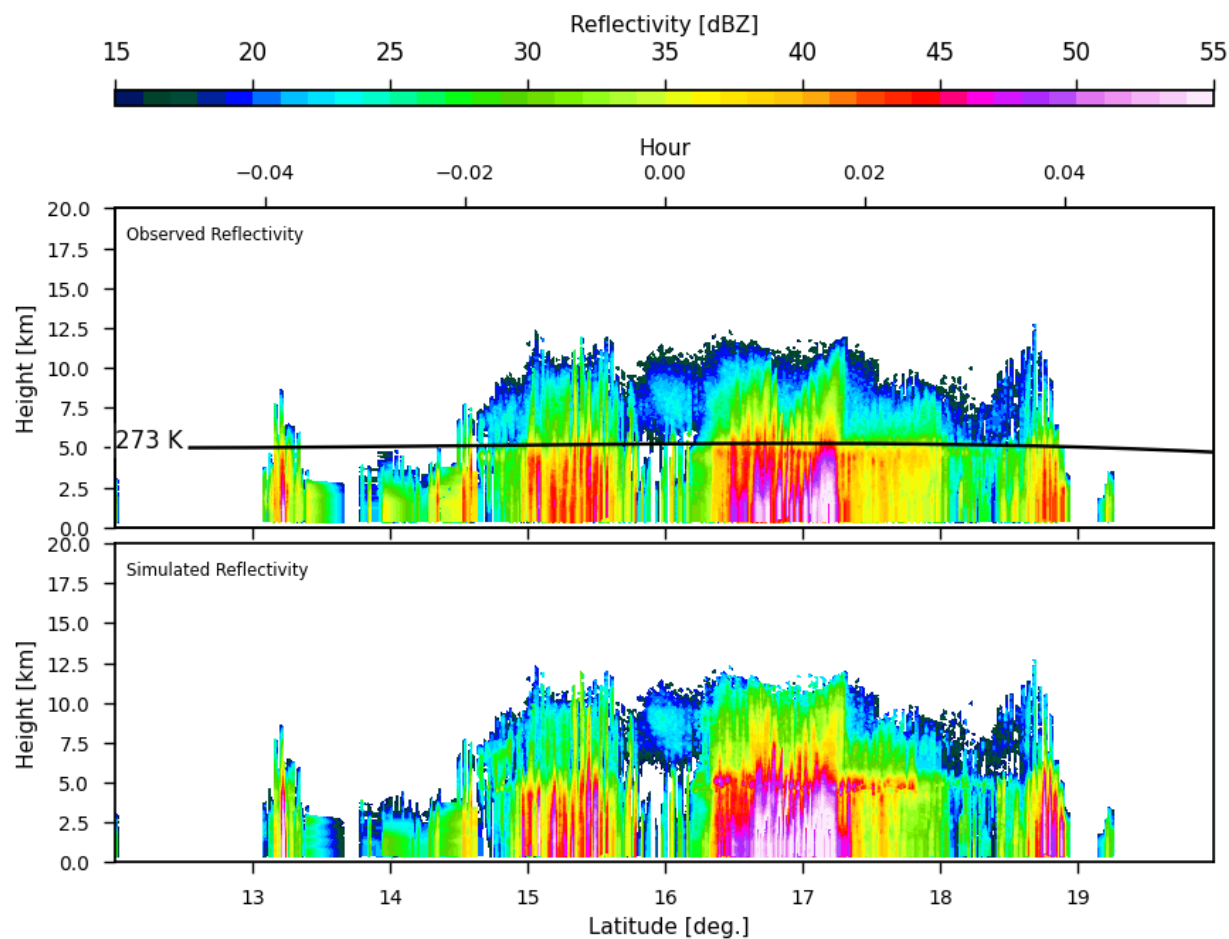 Reflectivity [dBZ]
15 20 25 30 35 40 45 50 55
Hour
−0.04 −0.02 0.00 0.02 0.04
20.0
Observed Reflectivity
17.5
15.0
12.5
Height [km]
10.0
7.5
273 K
5.0
2.5
0.0
20.0
Simulated Reflectivity
17.5
15.0
12.5
Height [km]
10.0
7.5
5.0
2.5
0.0
13 14 15 16 17 18 19
Latitude [deg.]